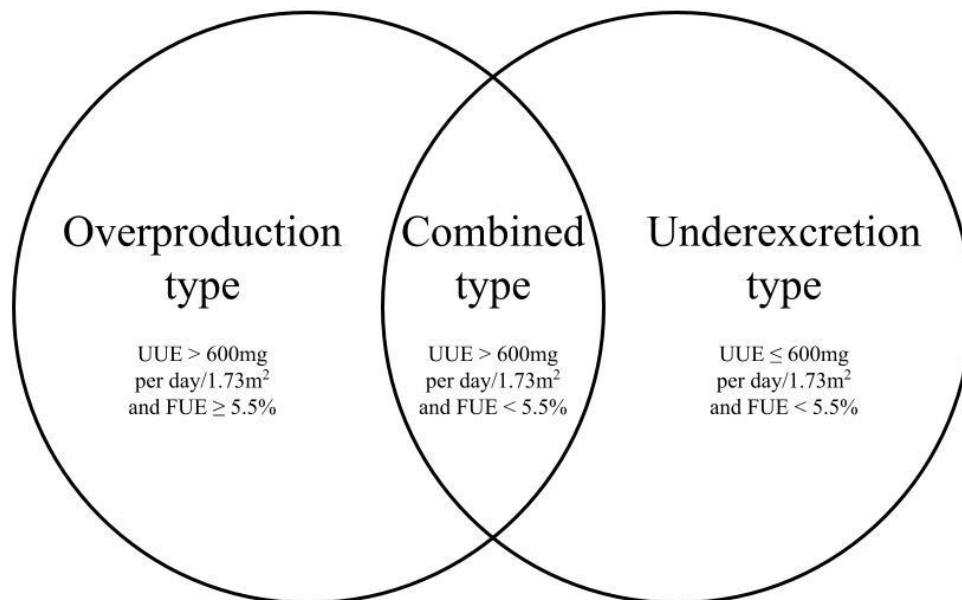 Overproduction
type
UUE > 600mg
per day/1.73m²
and FUE ≥ 5.5%
Combined
type
UUE > 600mg
per day/1.73m²
and FUE < 5.5%
Underexcretion
type
UUE ≤ 600mg
per day/1.73m²
and FUE < 5.5%